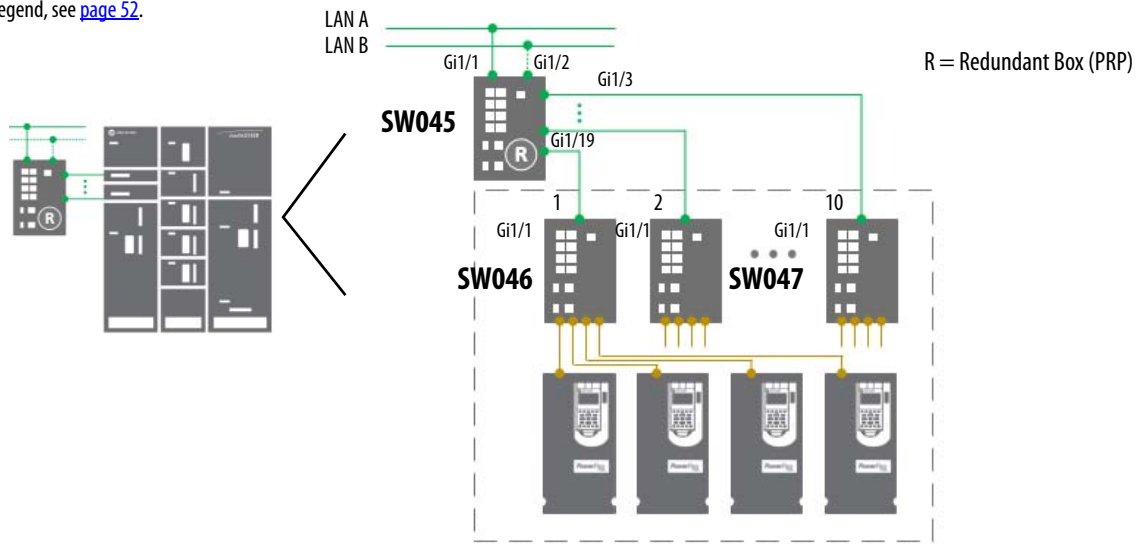 egend, see page 52.
LAN A
LAN B
Gi1/1
Gi1/2
Gi1/3
R = Redundant Box (PRP)
SW045
Gi1/19
R
R
1
2
10
Gi1/1
Gi1/1
Gi1/1
SW046
SW047